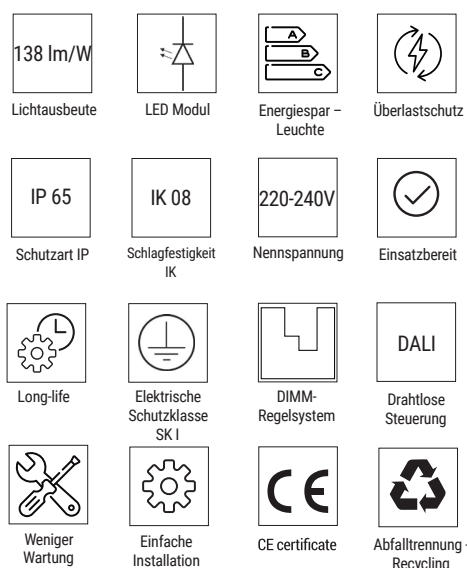 138 lm/W
Lichtausbeute
LED Modul
A
B
C
Energiespar –
Leuchte
Überlastschutz
IP 65
Schutzart IP
IK 08
Schlagfestigkeit
IK
220-240V
Nennspannung
Einsatzbereit
Long-life
Elektrische
Schutzklasse
SK I
DIMM-
Regelsystem
DALI
Drahtlose
Steuerung
Weniger
Wartung
Einfache
Installation
CE
CE certificate
Abfalltrennung -
Recycling